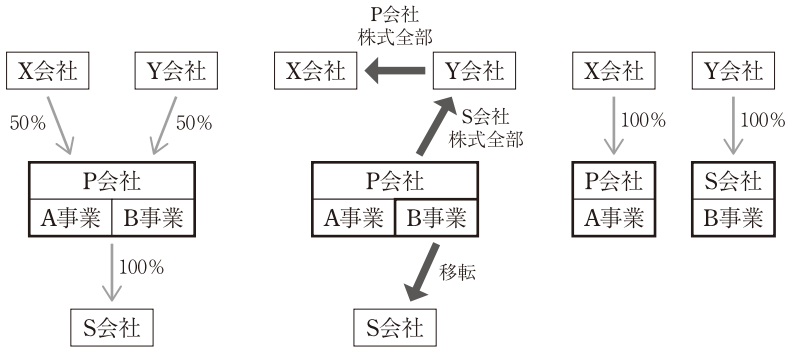 X会社
Y会社
50%
50%
P会社
A事業
B事業
100%
S会社
P会社
株式全部
X会社
Y会社
S会社
株式全部
P会社
A事業
B事業
移転
S会社
X会社
Y会社
100%
100%
P会社
A事業
S会社
B事業